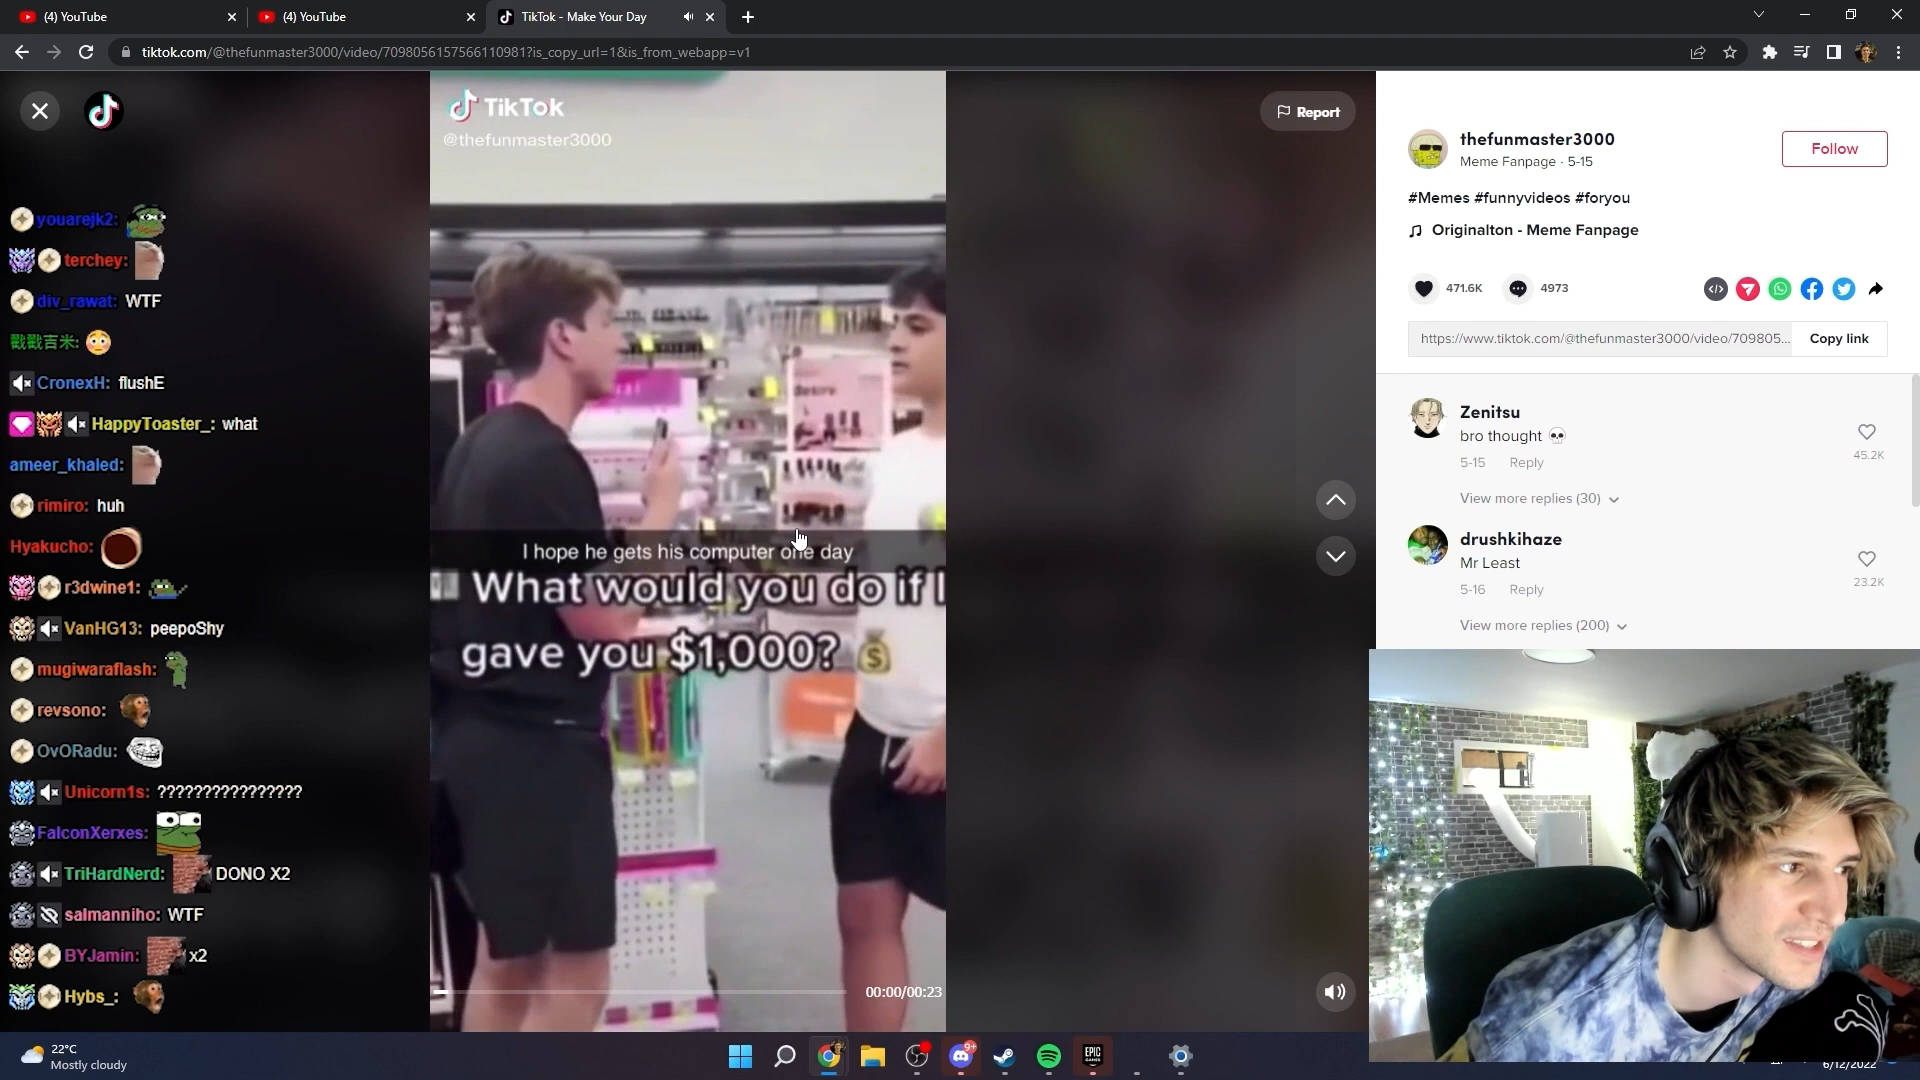 (4) YouTube
(4) YouTube
TikTok - Make Your Day
tiktok.com/@thefunmaster3000/video/7098056157566110981?is_copy_url=1&is_from_webapp=v1
TikTok
@thefunmaster3000
Report
youarejk2:
terchey:
div_rawat: WTF
戳戳吉米:
CronexH: flushE
HappyToaster_: what
ameer_khaled:
rimiro: huh
Hyakucho:
r3dwine1:
VanHG13: peepoShy
mugiwaraflash:
revsono:
OvORadu:
Unicorn1s: ????????????????
FalconXerxes:
TriHardNerd: DONO X2
salmanniho: WTF
BYJamin: x2
Hybs_:
I hope he gets his computer one day
What would you do if I
gave you $1,000?
Desire
00:00/00:23
thefunmaster3000
Meme Fanpage · 5-15
Follow
#Memes #funnyvideos #foryou
Originalton - Meme Fanpage
471.6K
4973
https://www.tiktok.com/@thefunmaster3000/video/709805...
Copy link
Zenitsu
bro thought
45.2K
5-15 Reply
View more replies (30)
drushkihaze
Mr Least
23.2K
5-16 Reply
View more replies (200)
22°C
Mostly cloudy
9+
EPIC
GAMES
6/12/2022